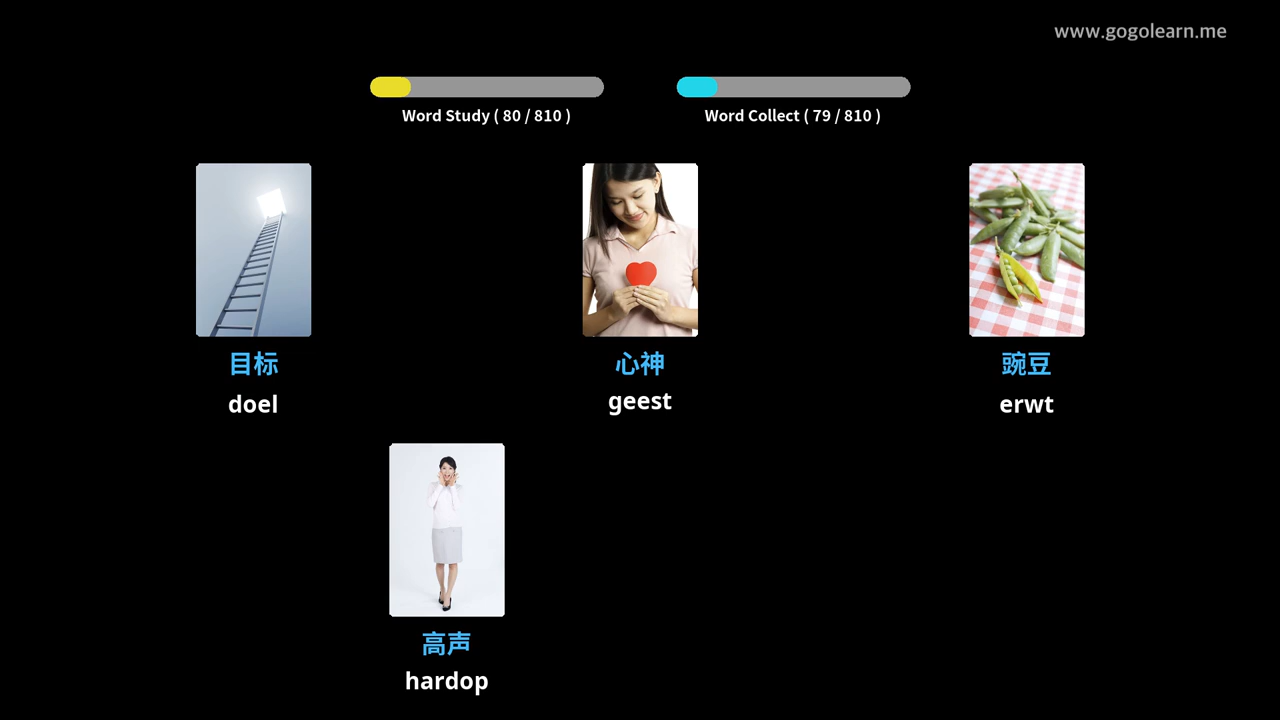 www.gogolearn.me
Word Study ( 80 / 810 )
Word Collect ( 79 / 810 )
目标
doel
心神
geest
豌豆
erwt
高声
hardop